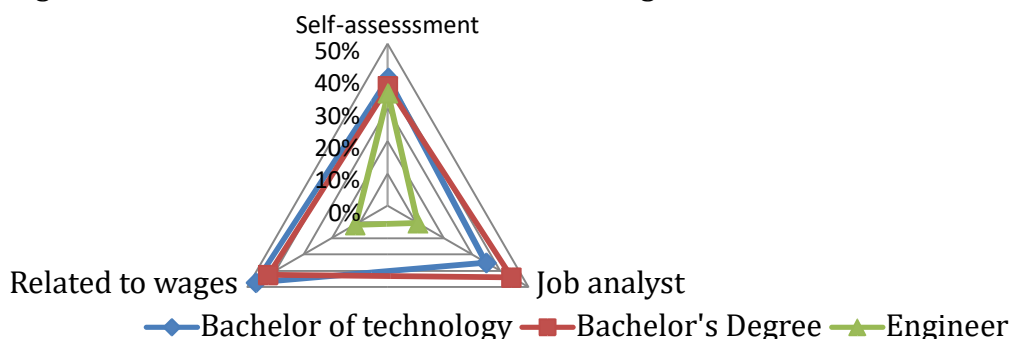 Self-assesssment
50%
40%
30%
20%
10%
0%
Related to wages
Job analyst
Bachelor of technology Bachelor's Degree Engineer